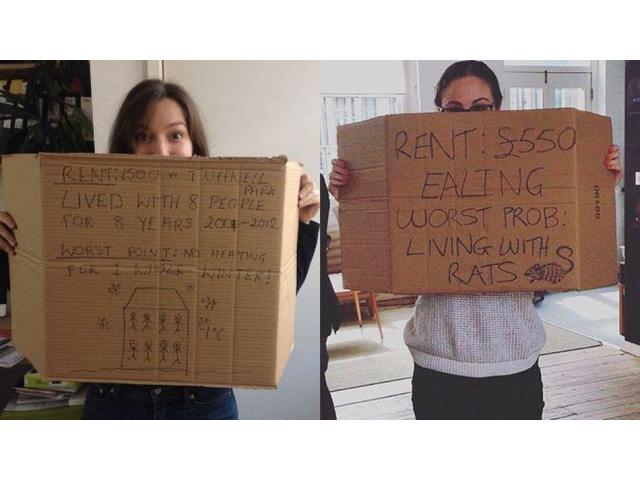 RENT: £500 TUFNELL
PARK
LIVED WITH 8 PEOPLE
FOR 8 YEARS 2004-2012
WORST POINT: NO HEATING
FOR 1 WHOLE WINTER!
-1°C
RENT: £550
EALING
WORST PROB:
LIVING WITH
RATS